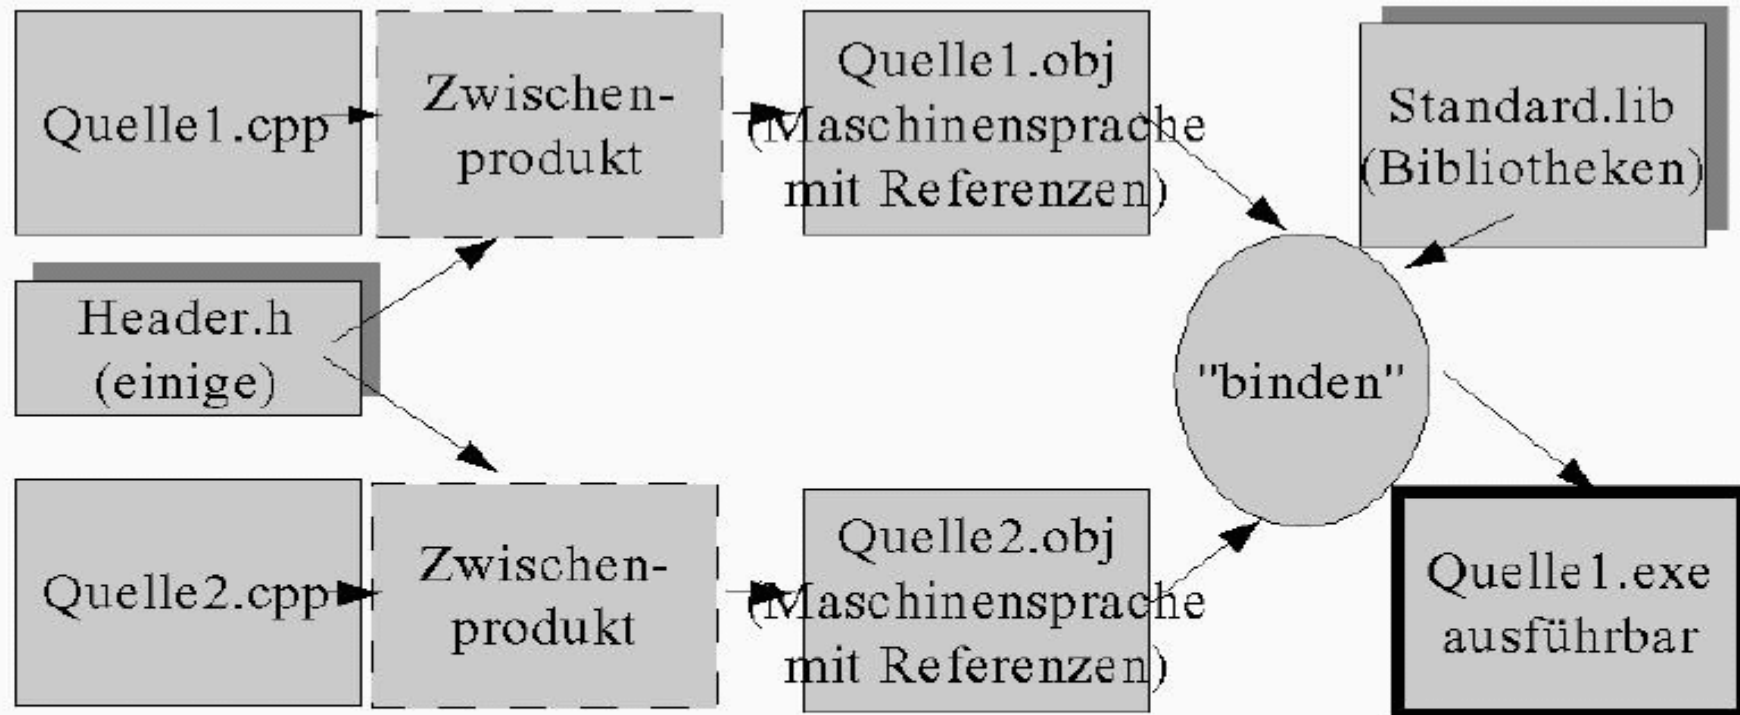 Quelle1.cpp
Zwischen-
produkt
Quelle1.obj
(Maschinensprache
mit Referenzen)
Standard.lib
(Bibliotheken)
Header.h
(einige)
"binden"
Quelle2.cpp
Zwischen-
produkt
Quelle2.obj
(Maschinensprache
mit Referenzen)
Quelle1.exe
ausführbar